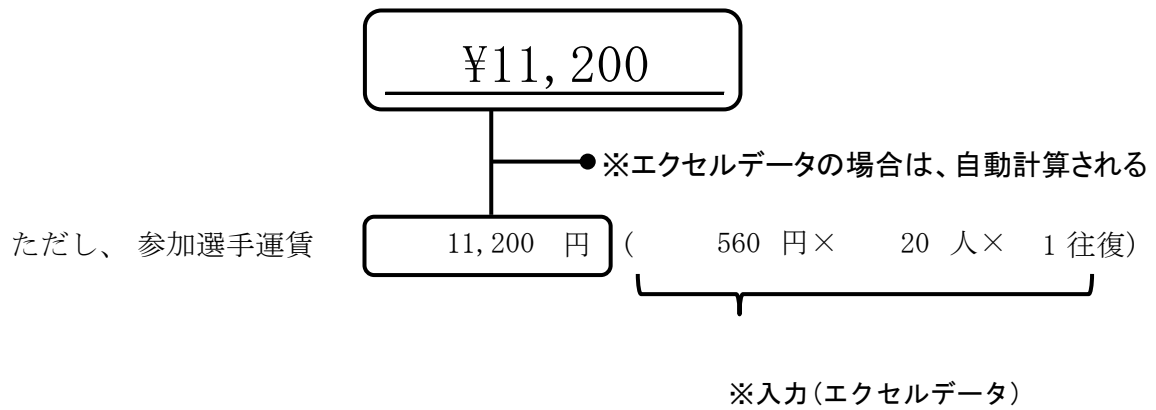 ¥11,200
※エクセルデータの場合は、自動計算される
ただし、 参加選手運賃 11,200 円 ( 560 円× 20 人× 1 往復)
※入力(エクセルデータ)